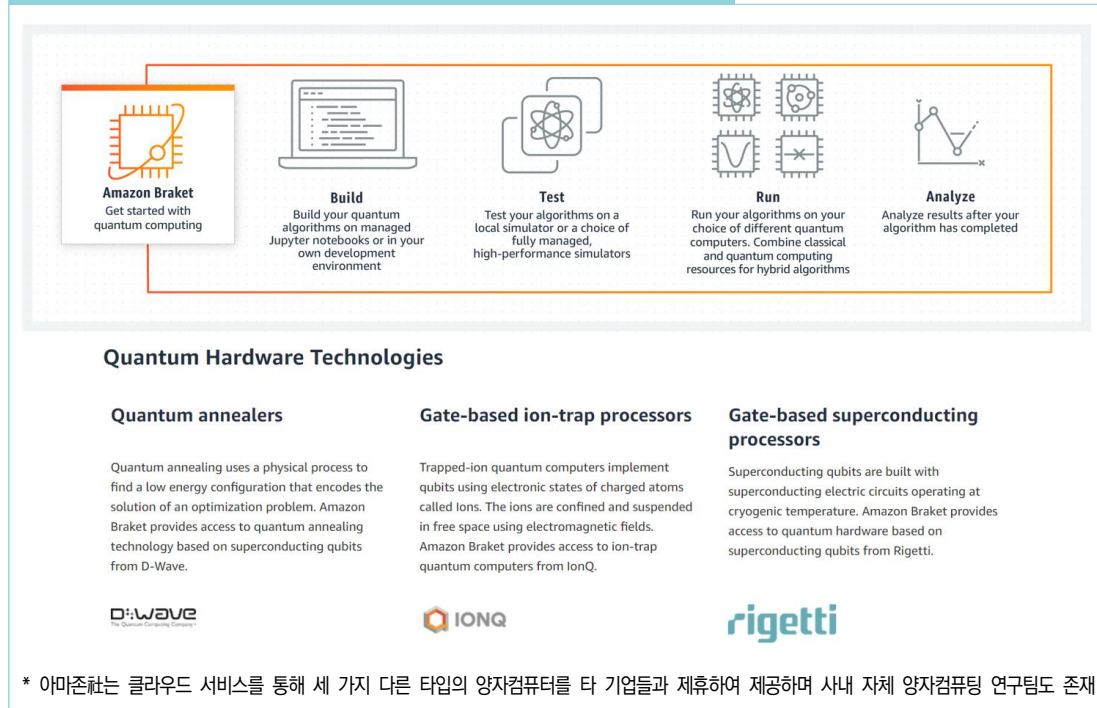 Amazon Braket
Get started with
quantum computing
Build
Build your quantum
algorithms on managed
Jupyter notebooks or in your
own development
environment
Test
Test your algorithms on a
local simulator or a choice of
fully managed,
high-performance simulators
Run
Run your algorithms on your
choice of different quantum
computers. Combine classical
and quantum computing
resources for hybrid algorithms
Analyze
Analyze results after your
algorithm has completed
Quantum Hardware Technologies
Quantum annealers
Quantum annealing uses a physical process to
find a low energy configuration that encodes the
solution of an optimization problem. Amazon
Braket provides access to quantum annealing
technology based on superconducting qubits
from D-Wave.
D:Wave
The Quantum Computing Company™
Gate-based ion-trap processors
Trapped-ion quantum computers implement
qubits using electronic states of charged atoms
called Ions. The ions are confined and suspended
in free space using electromagnetic fields.
Amazon Braket provides access to ion-trap
quantum computers from IonQ.
IONQ
Gate-based superconducting
processors
Superconducting qubits are built with
superconducting electric circuits operating at
cryogenic temperature. Amazon Braket provides
access to quantum hardware based on
superconducting qubits from Rigetti.
rigetti
* 아마존社는 클라우드 서비스를 통해 세 가지 다른 타입의 양자컴퓨터를 타 기업들과 제휴하여 제공하며 사내 자체 양자컴퓨팅 연구팀도 존재